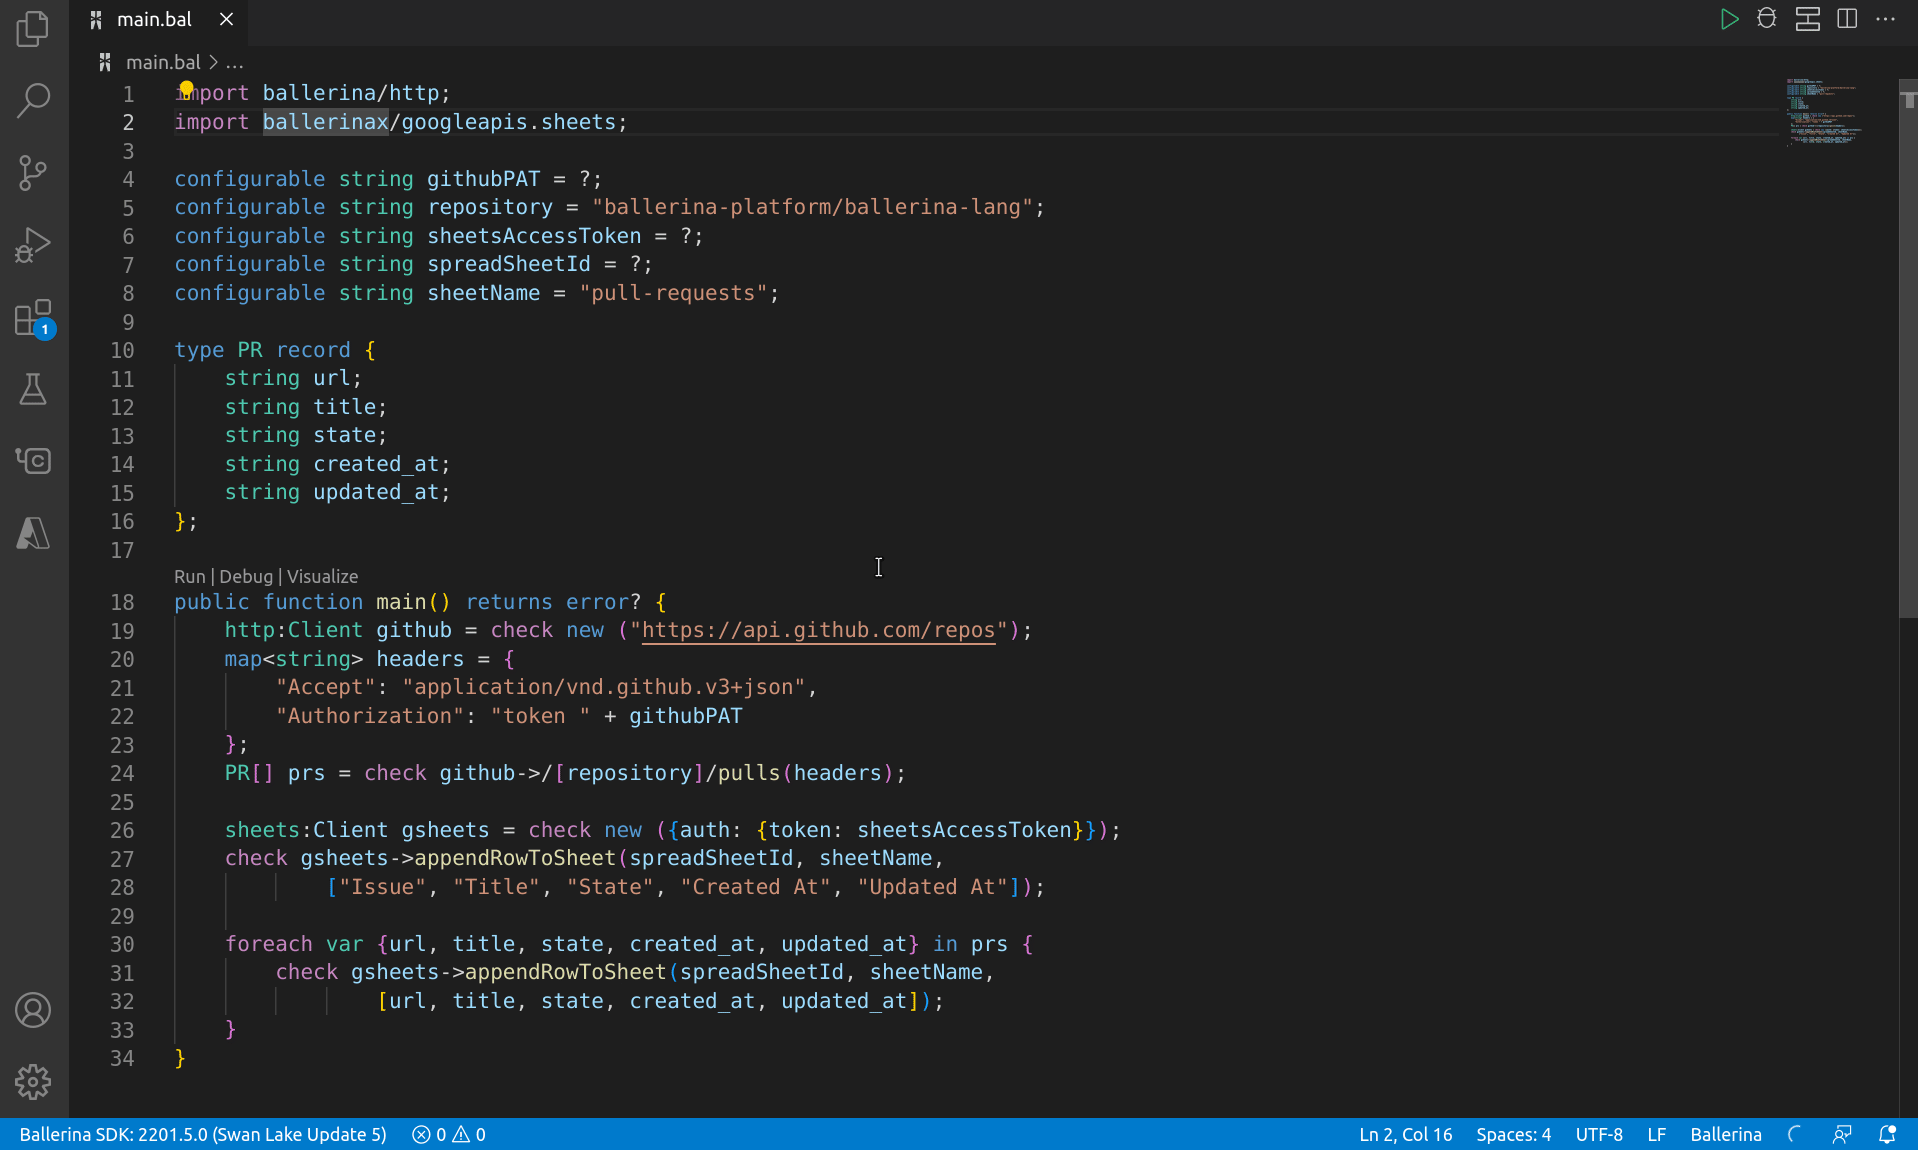 main.bal
main.bal > ...
1 import ballerina/http;
2 import ballerinax/googleapis.sheets;
3
4 configurable string githubPAT = ?;
5 configurable string repository = "ballerina-platform/ballerina-lang";
6 configurable string sheetsAccessToken = ?;
7 configurable string spreadSheetId = ?;
8 configurable string sheetName = "pull-requests";
9
10 type PR record {
11     string url;
12     string title;
13     string state;
14     string created_at;
15     string updated_at;
16 };
17
Run | Debug | Visualize
18 public function main() returns error? {
19     http:Client github = check new ("https://api.github.com/repos");
20     map<string> headers = {
21         "Accept": "application/vnd.github.v3+json",
22         "Authorization": "token " + githubPAT
23     };
24     PR[] prs = check github->/[repository]/pulls(headers);
25
26     sheets:Client gsheets = check new ({auth: {token: sheetsAccessToken}});
27     check gsheets->appendRowToSheet(spreadSheetId, sheetName,
28             ["Issue", "Title", "State", "Created At", "Updated At"]);
29
30     foreach var {url, title, state, created_at, updated_at} in prs {
31         check gsheets->appendRowToSheet(spreadSheetId, sheetName,
32                 [url, title, state, created_at, updated_at]);
33     }
34 }
1
Ballerina SDK: 2201.5.0 (Swan Lake Update 5) 0 0 Ln 2, Col 16 Spaces: 4 UTF-8 LF Ballerina